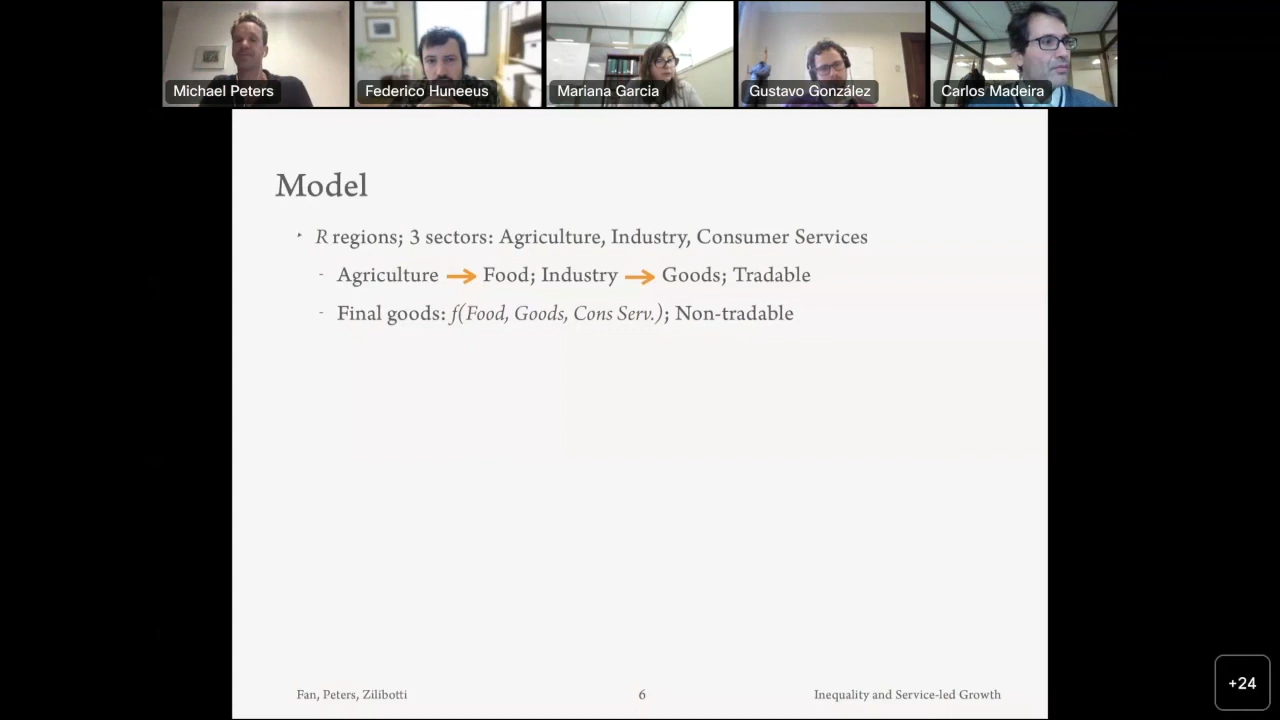 Michael Peters
Federico Huneeus
Mariana Garcia
Gustavo González
Carlos Madeira
Model
‣ R regions; 3 sectors: Agriculture, Industry, Consumer Services
- Agriculture → Food; Industry → Goods; Tradable
- Final goods: f(Food, Goods, Cons Serv.); Non-tradable
Fan, Peters, Zilibotti
6
Inequality and Service-led Growth
+24